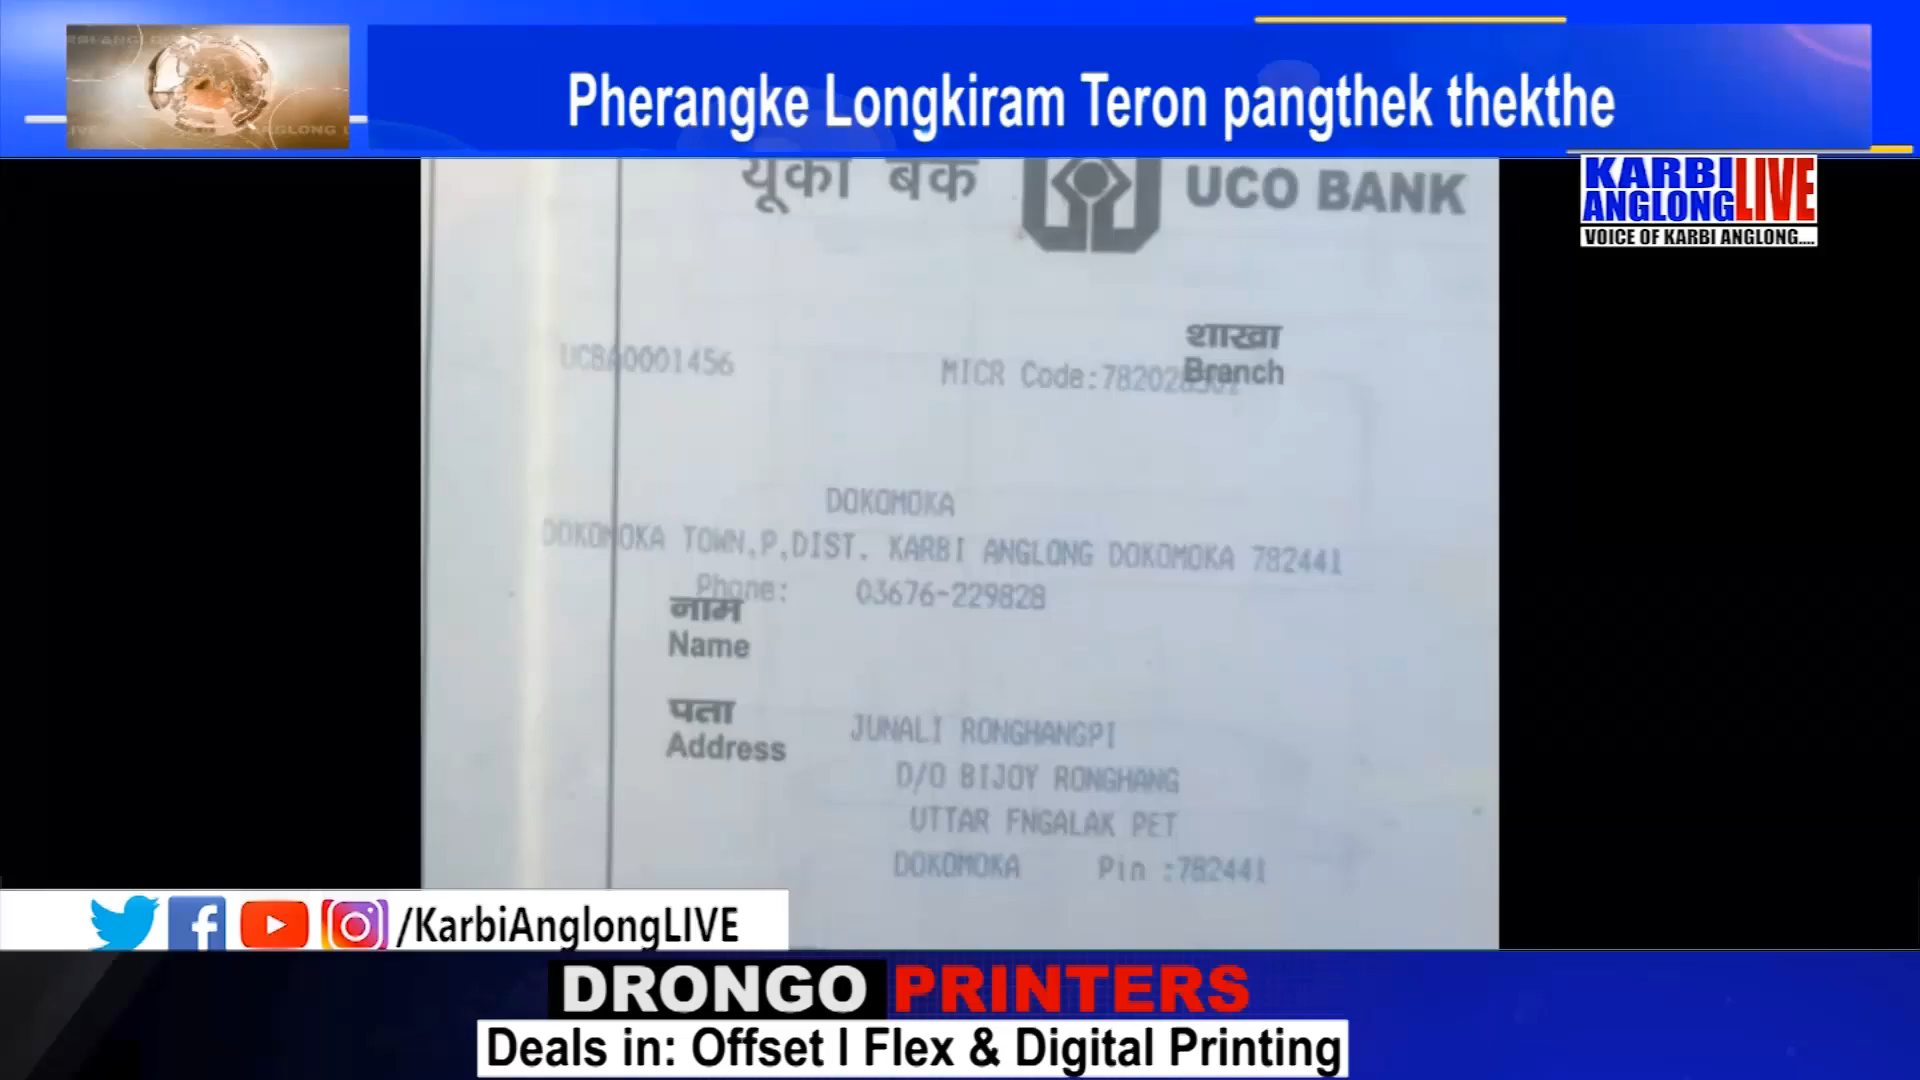 Pherangke Longkiram Teron pangthek thekthe
KARBI ANGLONG LIVE
VOICE OF KARBI ANGLONG....
यूको बैंक UCO BANK
शाखा
Branch
UCBA0001456 MICR Code:
DOKOMOKA
DOKOMOKA TOWN,P,DIST. KARBI ANGLONG DOKOMOKA 782441
Phone: 03676-229828
नाम
Name
पता
Address
JUNALI RONGHANGPI
D/O BIJOY RONGHANG
UTTAR FNGALAK PET
DOKOMOKA Pin :782441
/KarbiAnglongLIVE
DRONGO PRINTERS
Deals in: Offset I Flex & Digital Printing